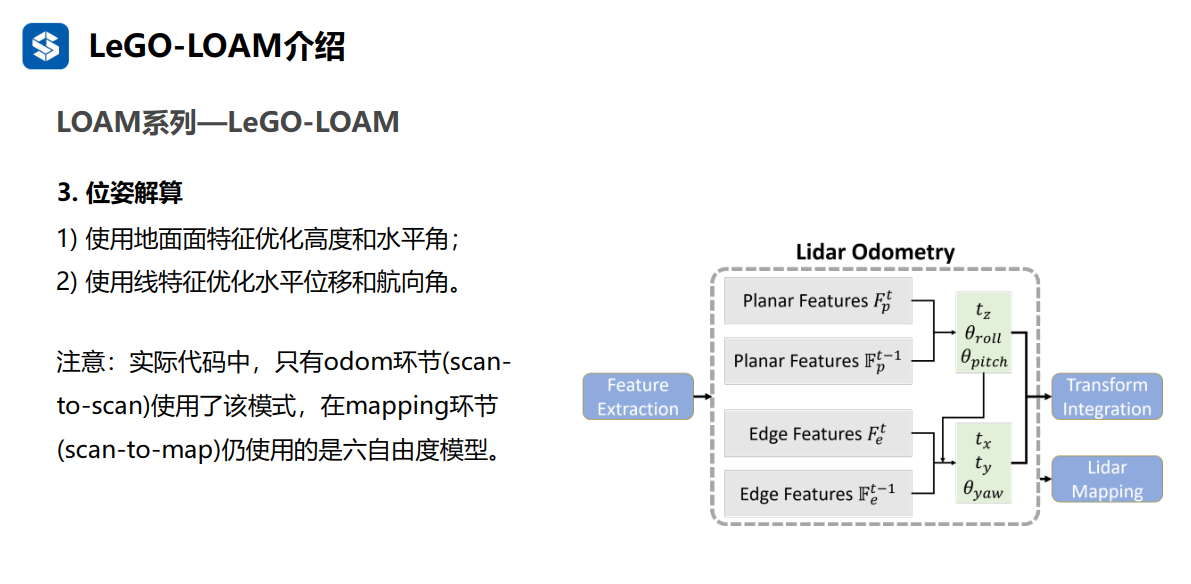 LeGO-LOAM介绍
LOAM系列—LeGO-LOAM
3. 位姿解算
1) 使用地面面特征优化高度和水平角；
2) 使用线特征优化水平位移和航向角。
注意：实际代码中，只有odom环节(scan-
to-scan)使用了该模式，在mapping环节
(scan-to-map)仍使用的是六自由度模型。
Lidar Odometry
Feature
Extraction
Planar Features $F_p^t$
Planar Features $\mathbb{F}_p^{t-1}$
Edge Features $F_e^t$
Edge Features $\mathbb{F}_e^{t-1}$
$t_z$
$\theta_{roll}$
$\theta_{pitch}$
$t_x$
$t_y$
$\theta_{yaw}$
Transform
Integration
Lidar
Mapping